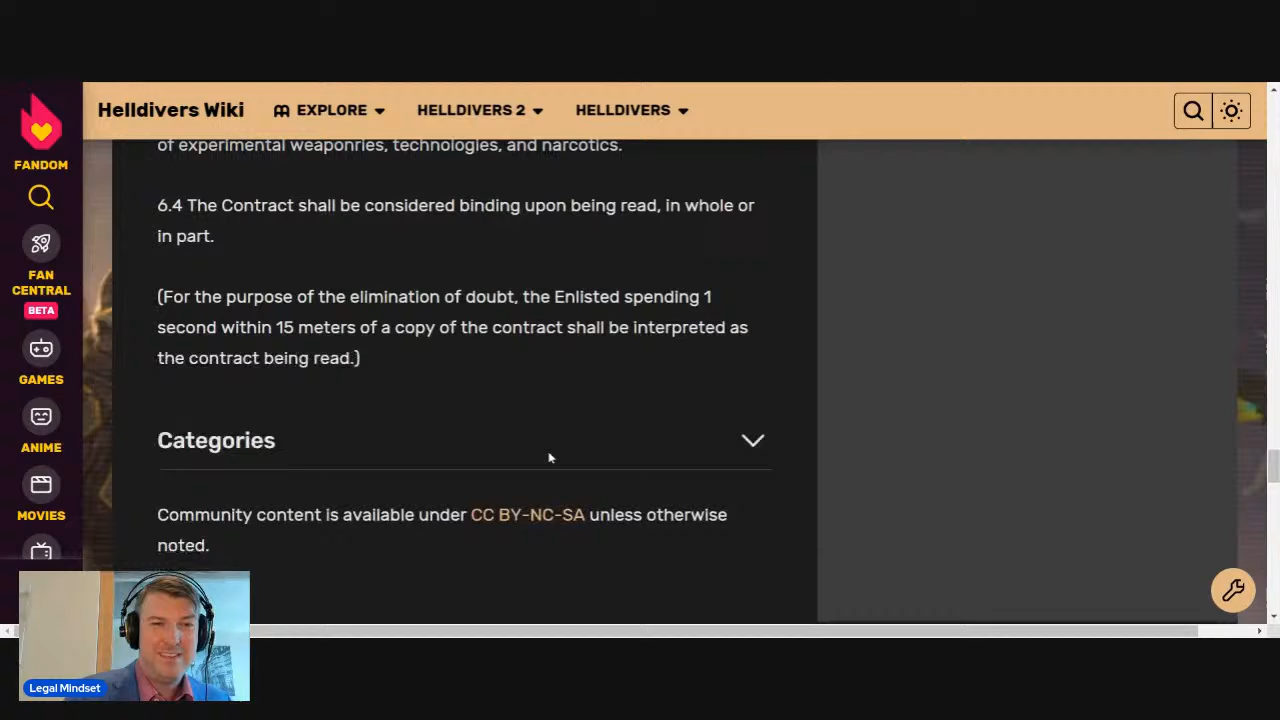 Helldivers Wiki
EXPLORE
HELLDIVERS 2
HELLDIVERS
FANDOM
FAN
CENTRAL
BETA
GAMES
ANIME
MOVIES
of experimental weaponries, technologies, and narcotics.
6.4 The Contract shall be considered binding upon being read, in whole or
in part.
(For the purpose of the elimination of doubt, the Enlisted spending 1
second within 15 meters of a copy of the contract shall be interpreted as
the contract being read.)
Categories
Community content is available under CC BY-NC-SA unless otherwise
noted.
Legal Mindset